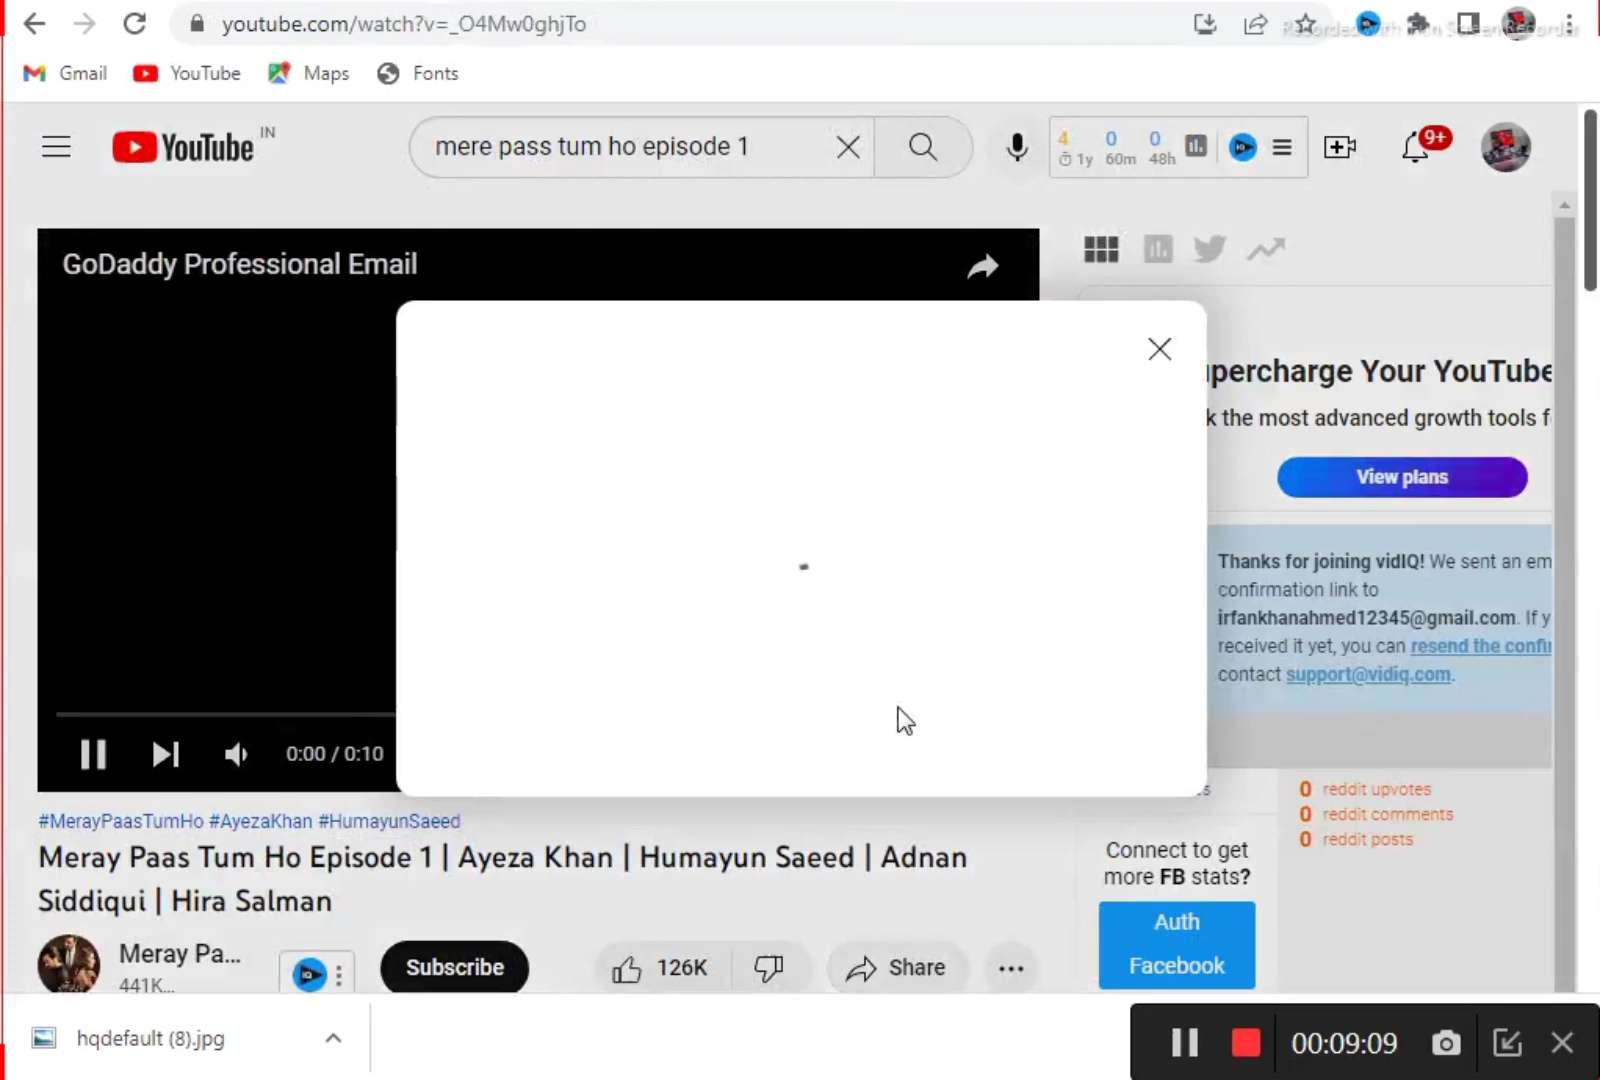 youtube.com/watch?v=_O4Mw0ghjTo
Gmail YouTube Maps Fonts
YouTube IN
mere pass tum ho episode 1
4 0 0
1y 60m 48h
9+
GoDaddy Professional Email
percharge Your YouTube
k the most advanced growth tools f
View plans
Thanks for joining vidIQ! We sent an em
confirmation link to
irfankhanahmed12345@gmail.com. If y
received it yet, you can resend the confi
contact support@vidiq.com.
0:00 / 0:10
0 reddit upvotes
0 reddit comments
0 reddit posts
#MerayPaasTumHo #AyezaKhan #HumayunSaeed
Meray Paas Tum Ho Episode 1 | Ayeza Khan | Humayun Saeed | Adnan
Siddiqui | Hira Salman
Connect to get
more FB stats?
Auth
Facebook
Meray Pa...
441K...
Subscribe
126K
Share
hqdefault (8).jpg
00:09:09